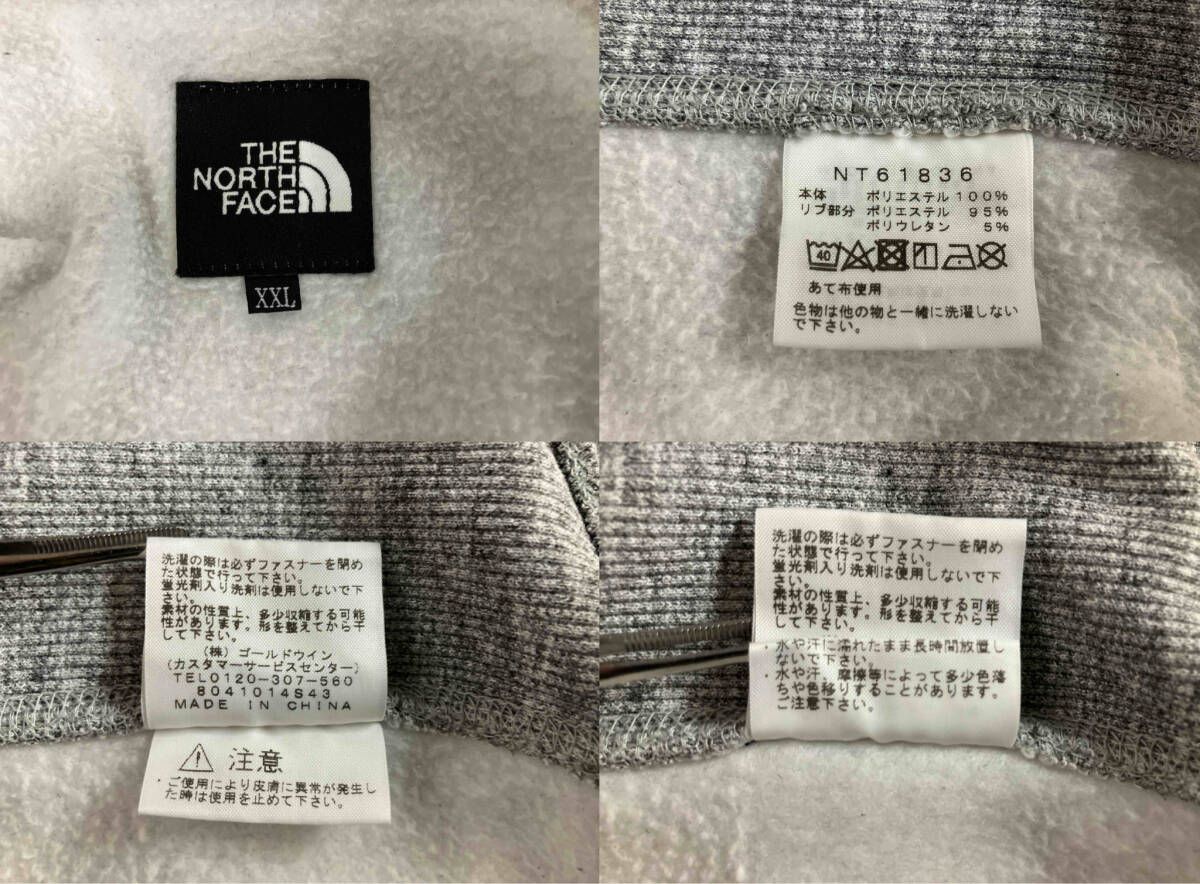 THE
NORTH
FACE
XXL
NT61836
本体 ポリエステル 100%
リブ部分 ポリエステル 95%
ポリウレタン 5%
40
あて布使用
色物は他の物と一緒に洗濯しない
で下さい。
洗濯の際は必ずファスナーを閉め
た状態で行って下さい。
蛍光剤入り洗剤は使用しないで下
さい。
素材の性質上、多少収縮する可能
性があります。形を整えてから干
して下さい。
(株) ゴールドウイン
(カスタマーサービスセンター)
TEL0120-307-560
8041014S43
MADE IN CHINA
注意
・ご使用により皮膚に異常が発生し
た時は使用を止めて下さい。
洗濯の際は必ずファスナーを閉め
た状態で行って下さい。
蛍光剤入り洗剤は使用しないで下
さい。
素材の性質上、多少収縮する可能
性があります。形を整えてから干
して下さい。
・水や汗に濡れたまま長時間放置し
ないで下さい。
・水や汗、摩擦等によって多少色落
ちや色移りすることがあります。
ご注意下さい。